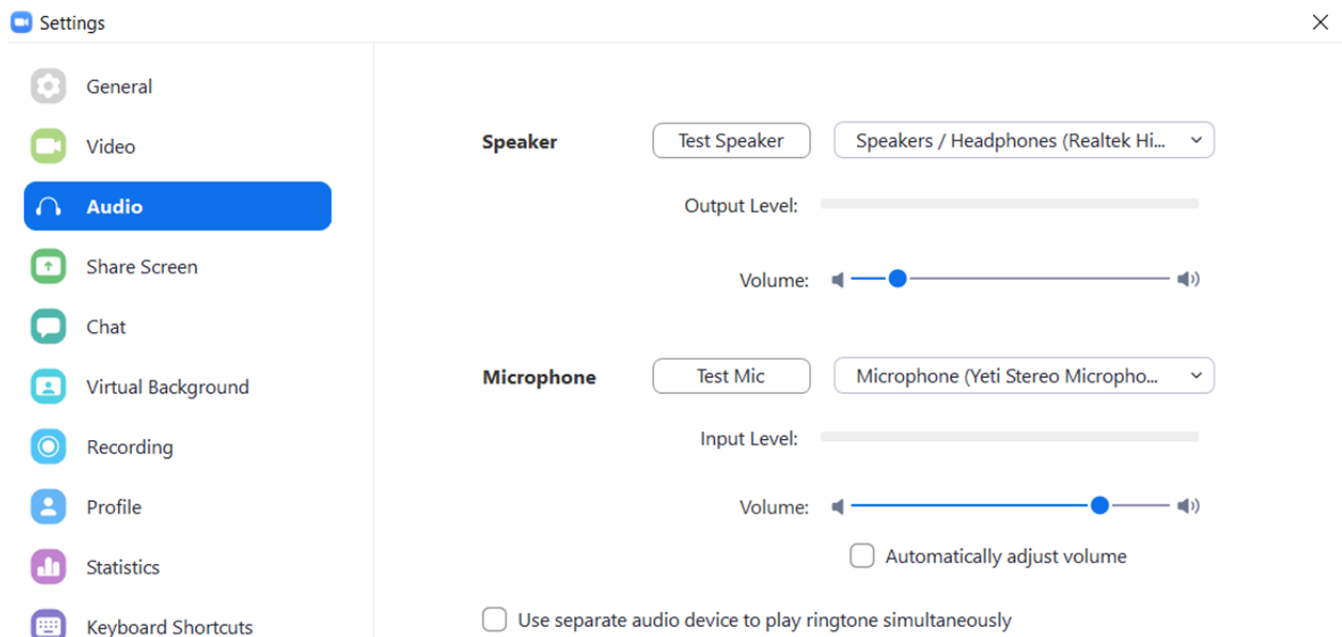 Settings
General
Video
Audio
Share Screen
Chat
Virtual Background
Recording
Profile
Statistics
Keyboard Shortcuts
Speaker
Test Speaker
Speakers / Headphones (Realtek Hi...
Output Level:
Volume:
Microphone
Test Mic
Microphone (Yeti Stereo Micropho...
Input Level:
Volume:
Automatically adjust volume
Use separate audio device to play ringtone simultaneously